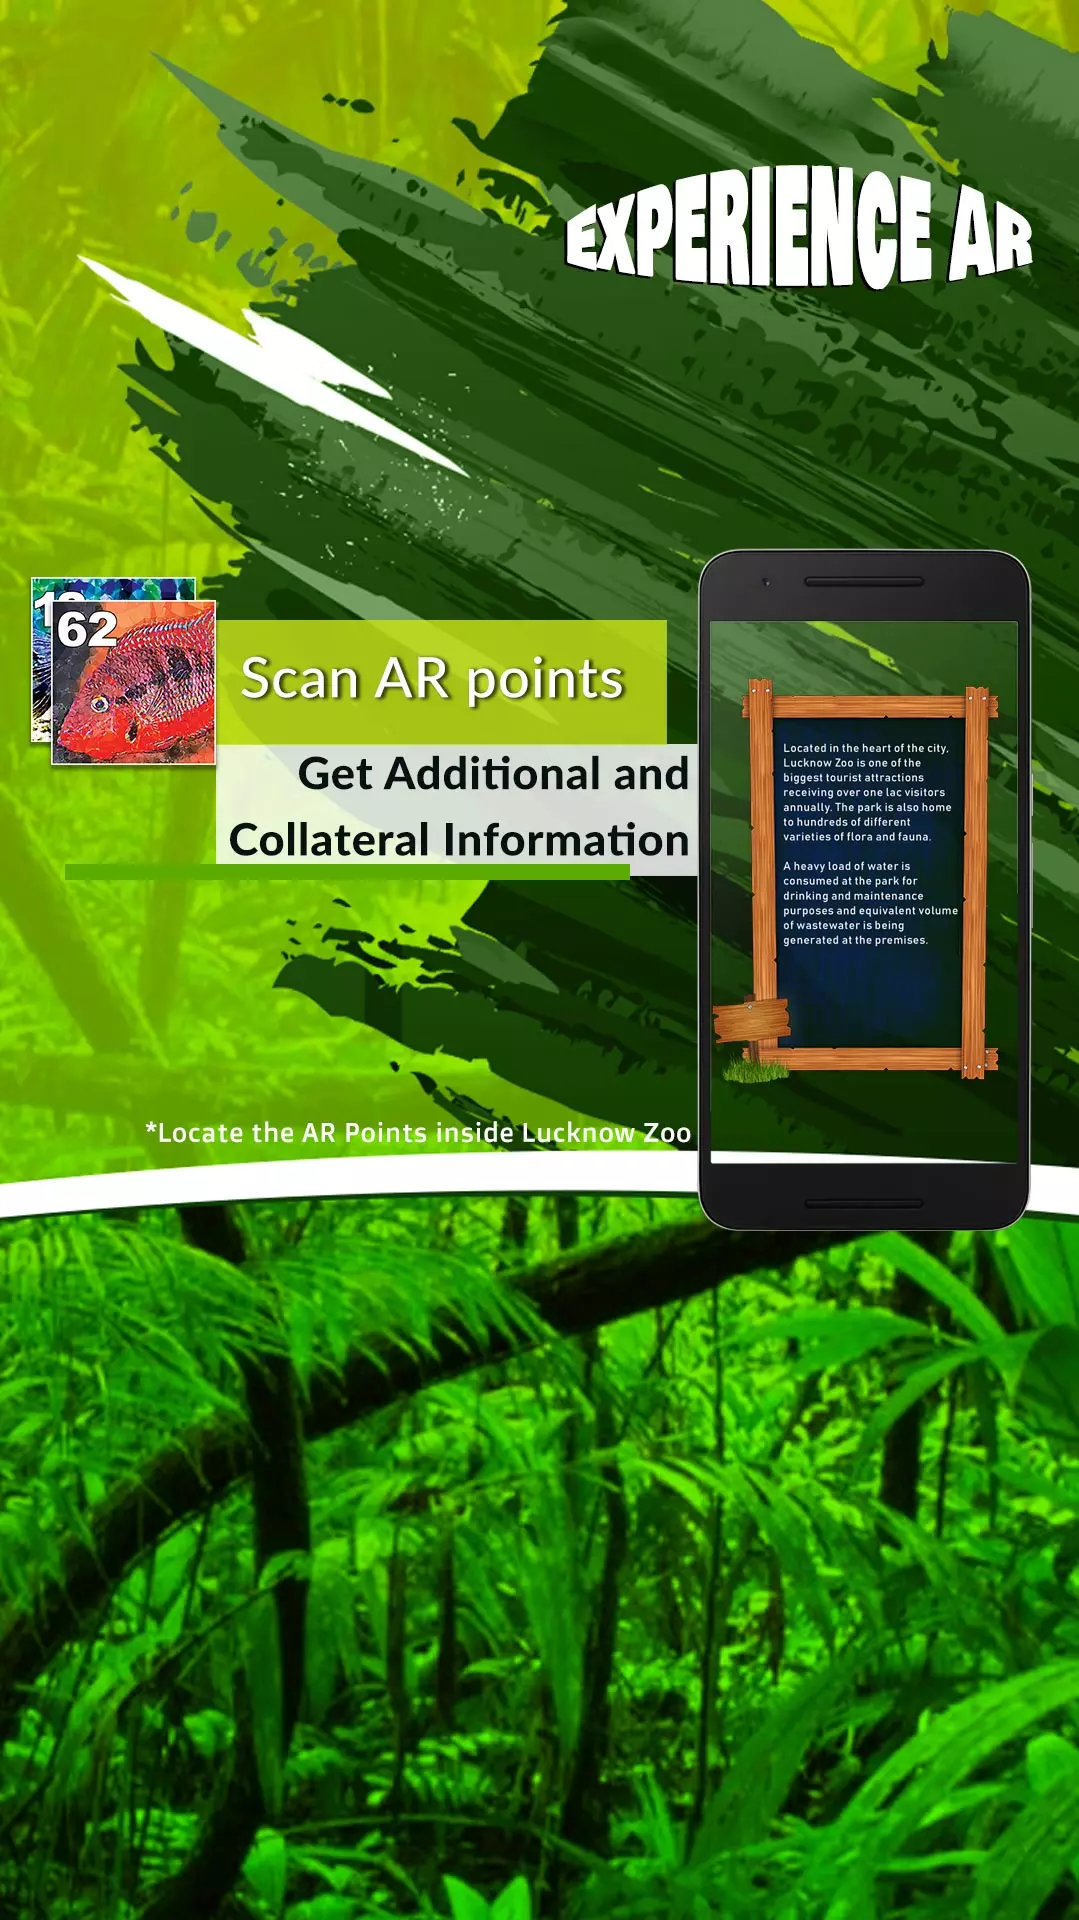 EXPERIENCE AR
62
Scan AR points
Get Additional and
Collateral Information
Located in the heart of the city,
Lucknow Zoo is one of the
biggest tourist attractions
receiving over one lac visitors
annually. The park is also home
to hundreds of different
varieties of flora and fauna.
A heavy load of water is
consumed at the park for
drinking and maintenance
purposes and equivalent volume
of wastewater is being
generated at the premises.
*Locate the AR Points inside Lucknow Zoo